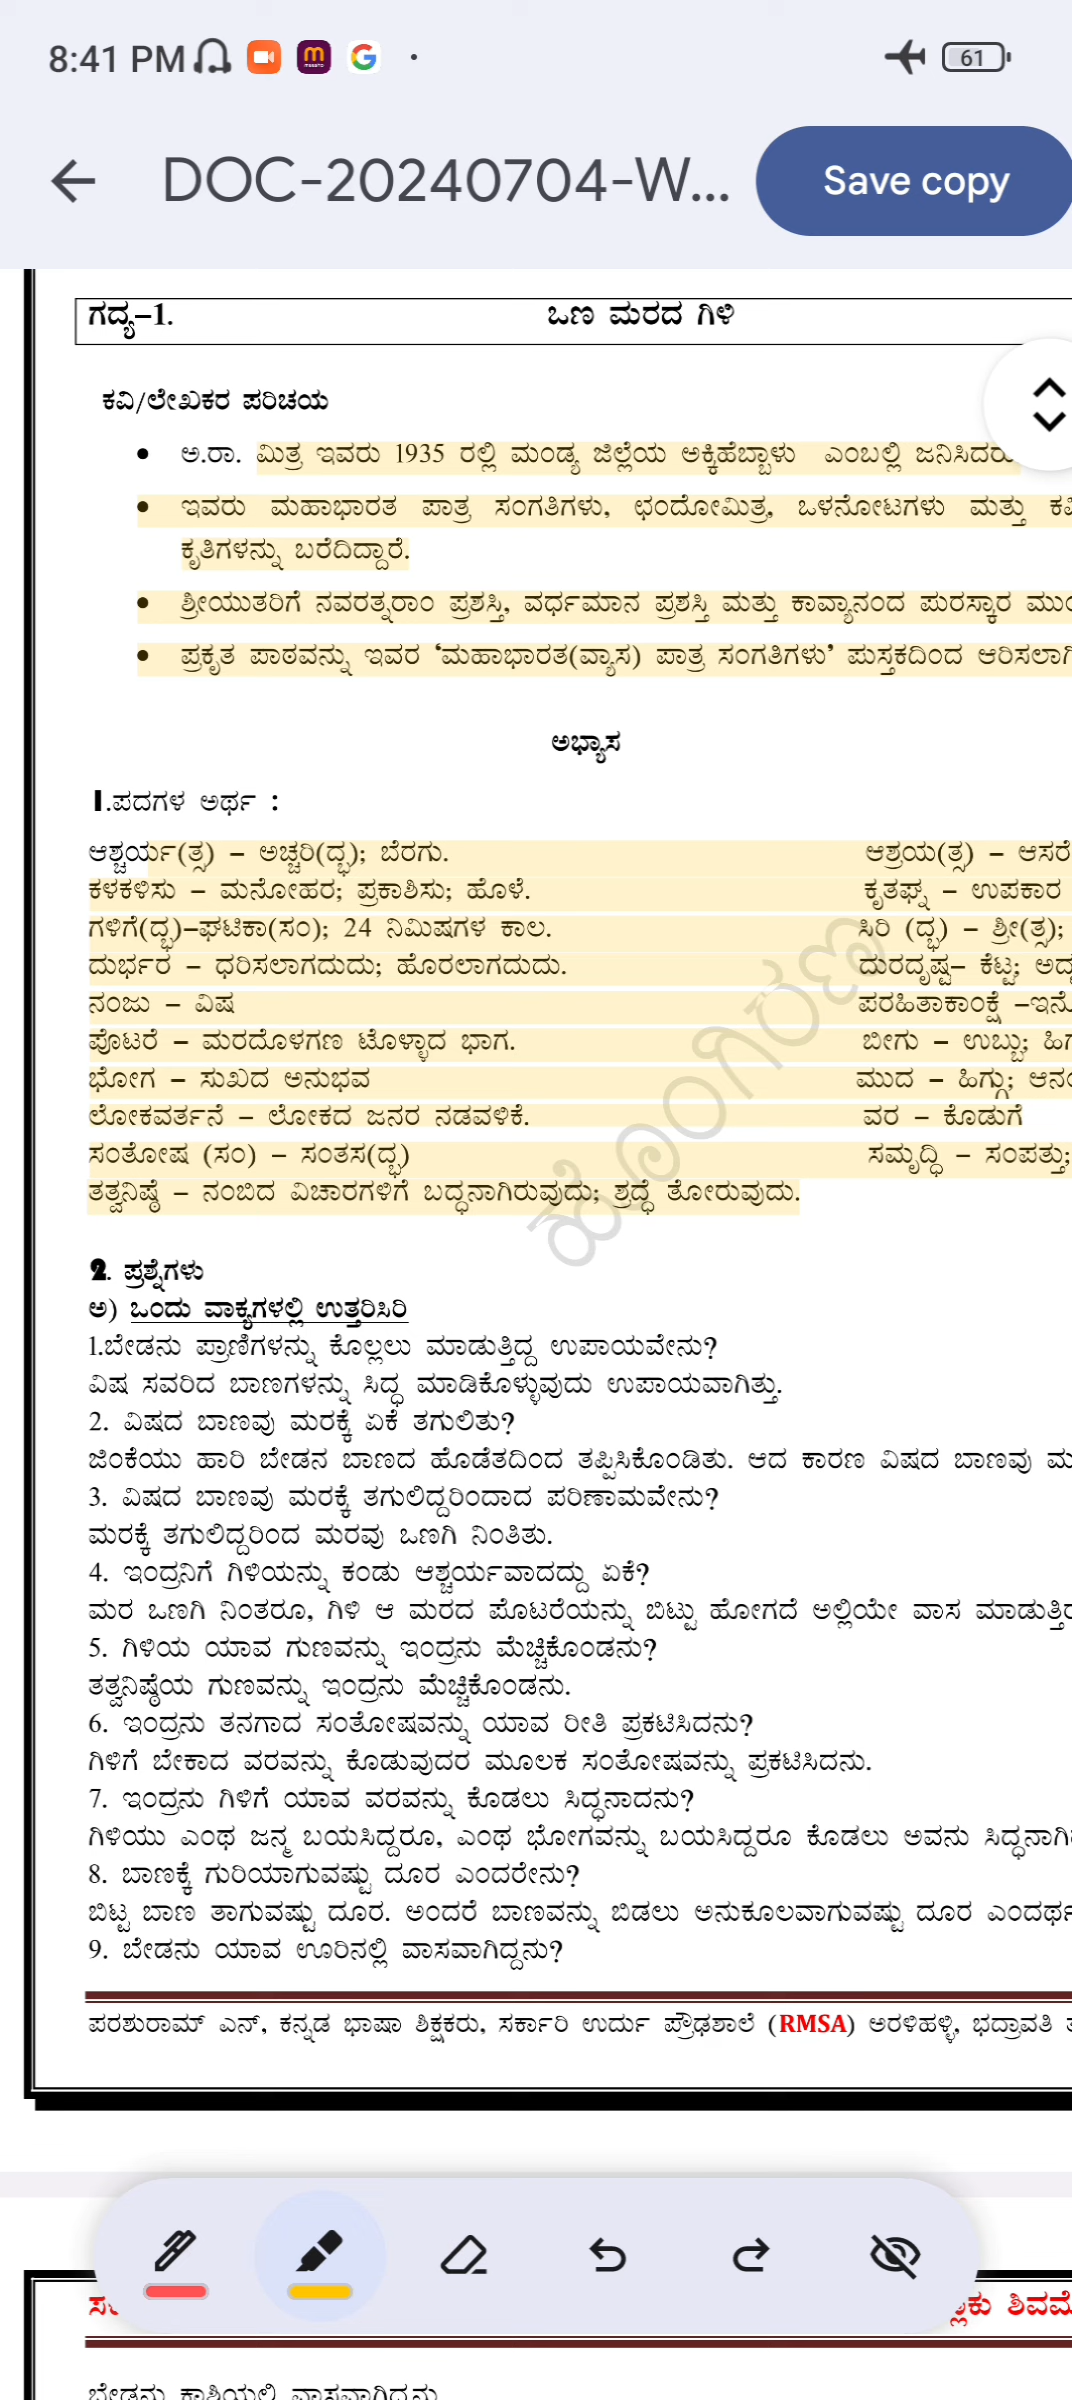 8:41 PM
61
DOC-20240704-W...
Save copy
ಗದ್ಯ-1. ಒಣ ಮರದ ಗಿಳಿ
ಕವಿ/ಲೇಖಕರ ಪರಿಚಯ
• ಅ.ರಾ. ಮಿತ್ರ ಇವರು 1935 ರಲ್ಲಿ ಮಂಡ್ಯ ಜಿಲ್ಲೆಯ ಅಕ್ಕಿಹೆಬ್ಬಾಳು ಎಂಬಲ್ಲಿ
• ಇವರು ಮಹಾಭಾರತ ಪಾತ್ರ ಸಂಗತಿಗಳು, ಛಂದೋಮಿತ್ರ, ಒಳನೋಟಗಳು ಮತ್ತು
ಕೃತಿಗಳನ್ನು ಬರೆದಿದ್ದಾರೆ.
• ಶ್ರೀಯುತರಿಗೆ ನವರತ್ನರಾಂ ಪ್ರಶಸ್ತಿ, ವರ್ಧಮಾನ ಪ್ರಶಸ್ತಿ ಮತ್ತು ಕಾವ್ಯಾನಂದ ಪುರಸ್ಕಾರ
• ಪ್ರಕೃತ ಪಾಠವನ್ನು ಇವರ ‘ಮಹಾಭಾರತ(ವ್ಯಾಸ) ಪಾತ್ರ ಸಂಗತಿಗಳು’ ಪುಸ್ತಕದಿಂದ
ಅಭ್ಯಾಸ
I.ಪದಗಳ ಅರ್ಥ :
ಆಶ್ಚರ್ಯ(ತ್ಸ) – ಅಚ್ಚರಿ(ದ್ಭ); ಬೆರಗು. ಆಶ್ರಯ(ತ್ಸ) – ಆಸರೆ
ಕಳಕಳಿಸು – ಮನೋಹರ; ಪ್ರಕಾಶಿಸು; ಹೊಳೆ. ಕೃತಘ್ನ – ಉಪಕಾರ
ಗಳಿಗೆ(ದ್ಭ)–ಘಟಿಕಾ(ಸಂ); 24 ನಿಮಿಷಗಳ ಕಾಲ. ಸಿರಿ (ದ್ಭ) – ಶ್ರೀ(ತ್ಸ);
ದುರ್ಭರ – ಧರಿಸಲಾಗದುದು; ಹೊರಲಾಗದುದು. ದುರದೃಷ್ಟ– ಕೆಟ್ಟ;
ನಂಜು – ವಿಷ ಪರಹಿತಾಕಾಂಕ್ಷೆ
ಪೊಟರೆ – ಮರದೊಳಗಣ ಟೊಳ್ಳಾದ ಭಾಗ. ಬೀಗು – ಉಬ್ಬು;
ಭೋಗ – ಸುಖದ ಅನುಭವ ಮುದ – ಹಿಗ್ಗು;
ಲೋಕವರ್ತನೆ – ಲೋಕದ ಜನರ ನಡವಳಿಕೆ. ವರ – ಕೊಡುಗೆ
ಸಂತೋಷ (ಸಂ) – ಸಂತಸ(ದ್ಭ) ಸಮೃದ್ಧಿ – ಸಂಪತ್ತು;
ತತ್ವನಿಷ್ಠೆ – ನಂಬಿದ ವಿಚಾರಗಳಿಗೆ ಬದ್ಧನಾಗಿರುವುದು; ಶ್ರದ್ಧೆ ತೋರುವುದು.
ಹೊಂಗಿರಣ
2. ಪ್ರಶ್ನೆಗಳು
ಅ) ಒಂದು ವಾಕ್ಯಗಳಲ್ಲಿ ಉತ್ತರಿಸಿರಿ
1.ಬೇಡನು ಪ್ರಾಣಿಗಳನ್ನು ಕೊಲ್ಲಲು ಮಾಡುತ್ತಿದ್ದ ಉಪಾಯವೇನು?
ವಿಷ ಸವರಿದ ಬಾಣಗಳನ್ನು ಸಿದ್ಧ ಮಾಡಿಕೊಳ್ಳುವುದು ಉಪಾಯವಾಗಿತ್ತು.
2. ವಿಷದ ಬಾಣವು ಮರಕ್ಕೆ ಏಕೆ ತಗುಲಿತು?
ಜಿಂಕೆಯು ಹಾರಿ ಬೇಡನ ಬಾಣದ ಹೊಡೆತದಿಂದ ತಪ್ಪಿಸಿಕೊಂಡಿತು. ಆದ ಕಾರಣ ವಿಷದ ಬಾಣವು
3. ವಿಷದ ಬಾಣವು ಮರಕ್ಕೆ ತಗುಲಿದ್ದರಿಂದಾದ ಪರಿಣಾಮವೇನು?
ಮರಕ್ಕೆ ತಗುಲಿದ್ದರಿಂದ ಮರವು ಒಣಗಿ ನಿಂತಿತು.
4. ಇಂದ್ರನಿಗೆ ಗಿಳಿಯನ್ನು ಕಂಡು ಆಶ್ಚರ್ಯವಾದದ್ದು ಏಕೆ?
ಮರ ಒಣಗಿ ನಿಂತರೂ, ಗಿಳಿ ಆ ಮರದ ಪೊಟರೆಯನ್ನು ಬಿಟ್ಟು ಹೋಗದೆ ಅಲ್ಲಿಯೇ ವಾಸ
5. ಗಿಳಿಯ ಯಾವ ಗುಣವನ್ನು ಇಂದ್ರನು ಮೆಚ್ಚಿಕೊಂಡನು?
ತತ್ವನಿಷ್ಠೆಯ ಗುಣವನ್ನು ಇಂದ್ರನು ಮೆಚ್ಚಿಕೊಂಡನು.
6. ಇಂದ್ರನು ತನಗಾದ ಸಂತೋಷವನ್ನು ಯಾವ ರೀತಿ ಪ್ರಕಟಿಸಿದನು?
ಗಿಳಿಗೆ ಬೇಕಾದ ವರವನ್ನು ಕೊಡುವುದರ ಮೂಲಕ ಸಂತೋಷವನ್ನು ಪ್ರಕಟಿಸಿದನು.
7. ಇಂದ್ರನು ಗಿಳಿಗೆ ಯಾವ ವರವನ್ನು ಕೊಡಲು ಸಿದ್ಧನಾದನು?
ಗಿಳಿಯು ಎಂಥ ಜನ್ಮ ಬಯಸಿದ್ದರೂ, ಎಂಥ ಭೋಗವನ್ನು ಬಯಸಿದ್ದರೂ ಕೊಡಲು ಅವನು
8. ಬಾಣಕ್ಕೆ ಗುರಿಯಾಗುವಷ್ಟು ದೂರ ಎಂದರೇನು?
ಬಿಟ್ಟ ಬಾಣ ತಾಗುವಷ್ಟು ದೂರ. ಅಂದರೆ ಬಾಣವನ್ನು ಬಿಡಲು ಅನುಕೂಲವಾಗುವಷ್ಟು ದೂರ
9. ಬೇಡನು ಯಾವ ಊರಿನಲ್ಲಿ ವಾಸವಾಗಿದ್ದನು?
ಪರಶುರಾಮ್ ಎನ್, ಕನ್ನಡ ಭಾಷಾ ಶಿಕ್ಷಕರು, ಸರ್ಕಾರಿ ಉರ್ದು ಪ್ರೌಢಶಾಲೆ (RMSA) ಅರಳಿಹಳ್ಳಿ, ಭದ್ರಾವತಿ
ಬೇಡನು ಕಾಶಿಯಲ್ಲಿ ವಾಸವಾಗಿದ್ದನು